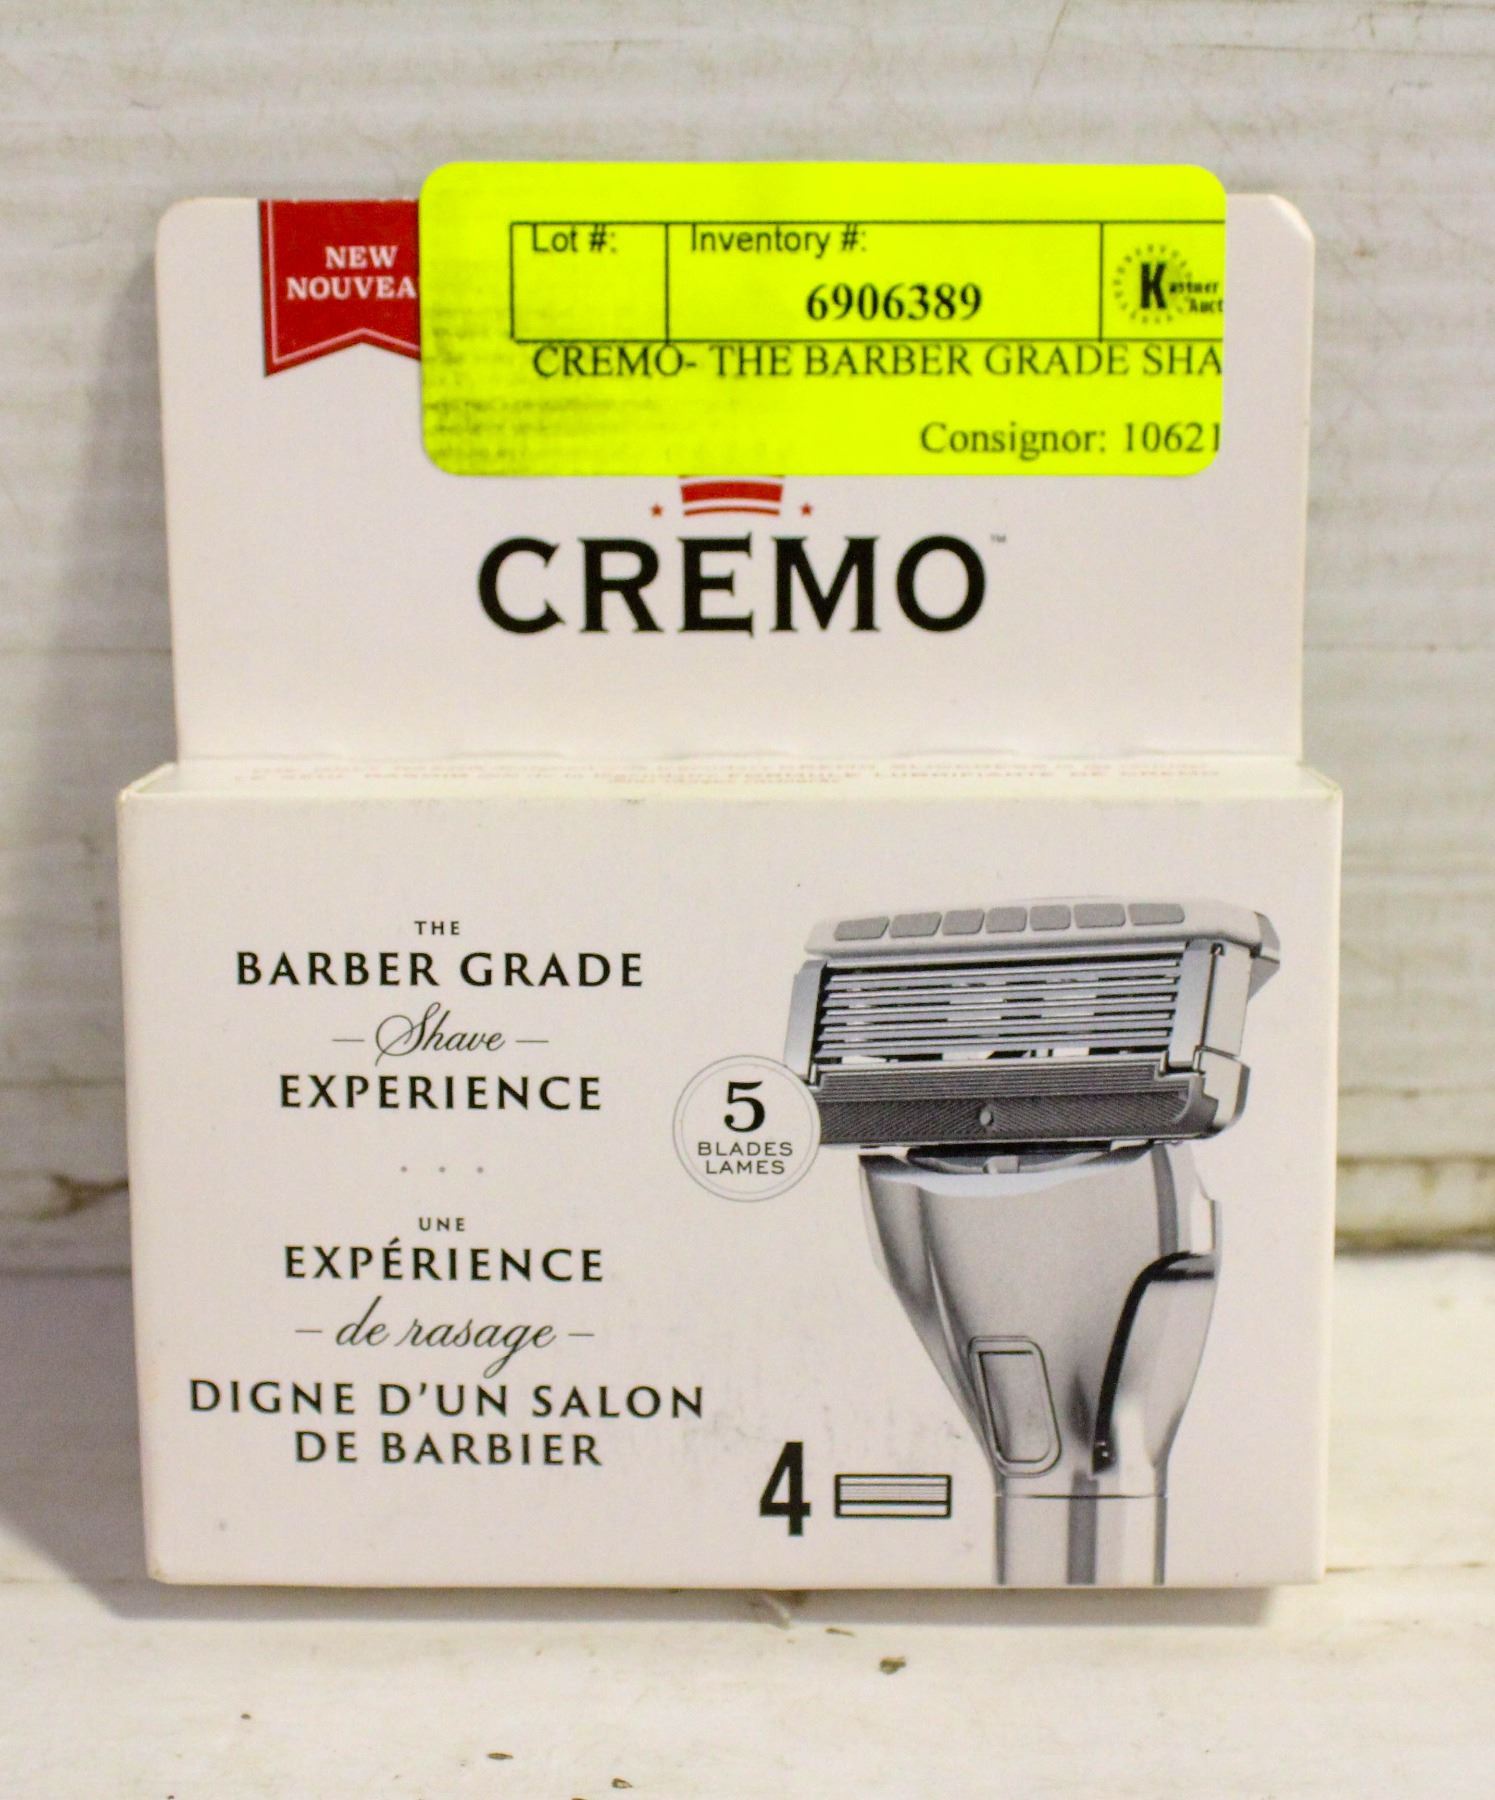 NEW
NOUVEA
Lot #: Inventory #:
6906389
K
CREMO- THE BARBER GRADE SHA
Consignor: 10621
CREMO™
THE
BARBER GRADE
– Shave –
EXPERIENCE
...
UNE
EXPÉRIENCE
– de rasage –
DIGNE D'UN SALON
DE BARBIER
5
BLADES
LAMES
4